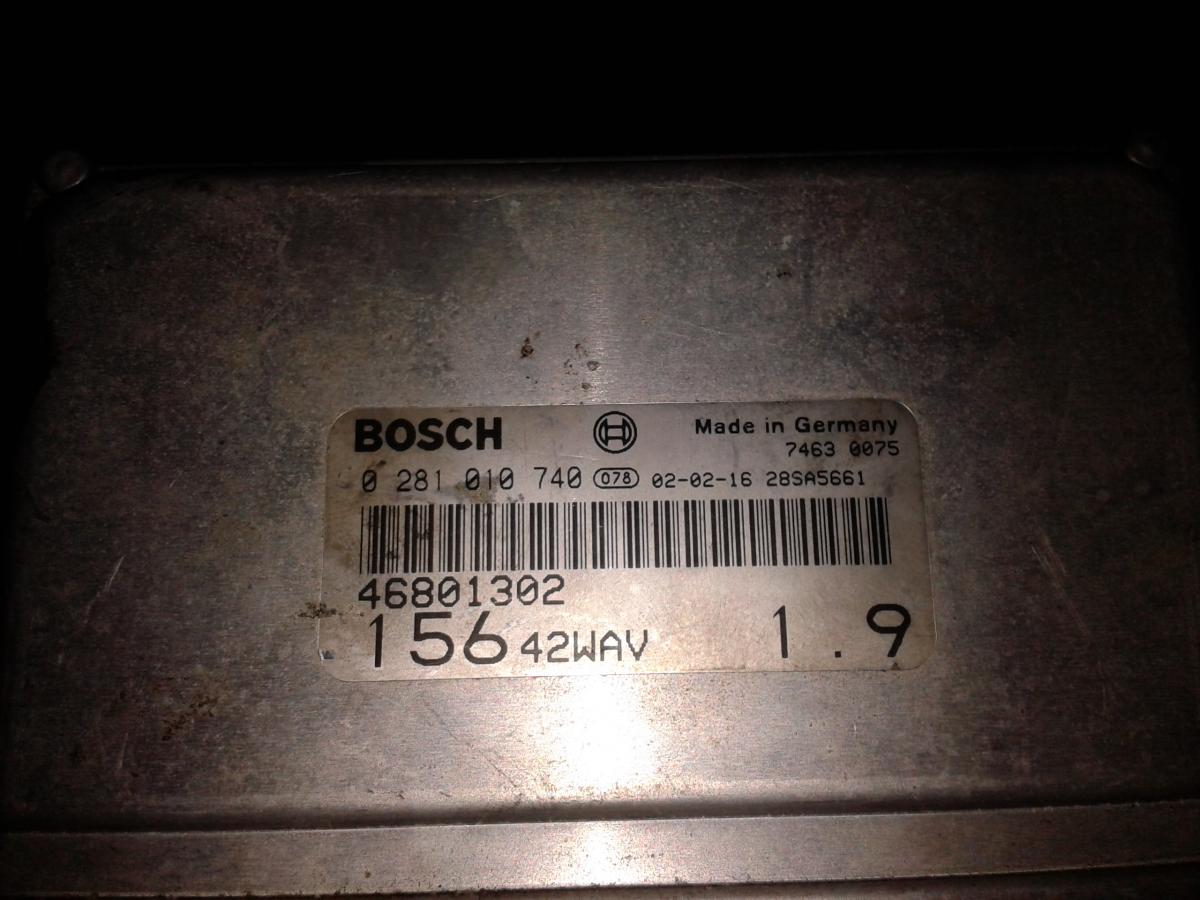 BOSCH Made in Germany
7463 0075
0 281 010 740 078 02-02-16 28SA5661
46801302
156 42WAV 1.9